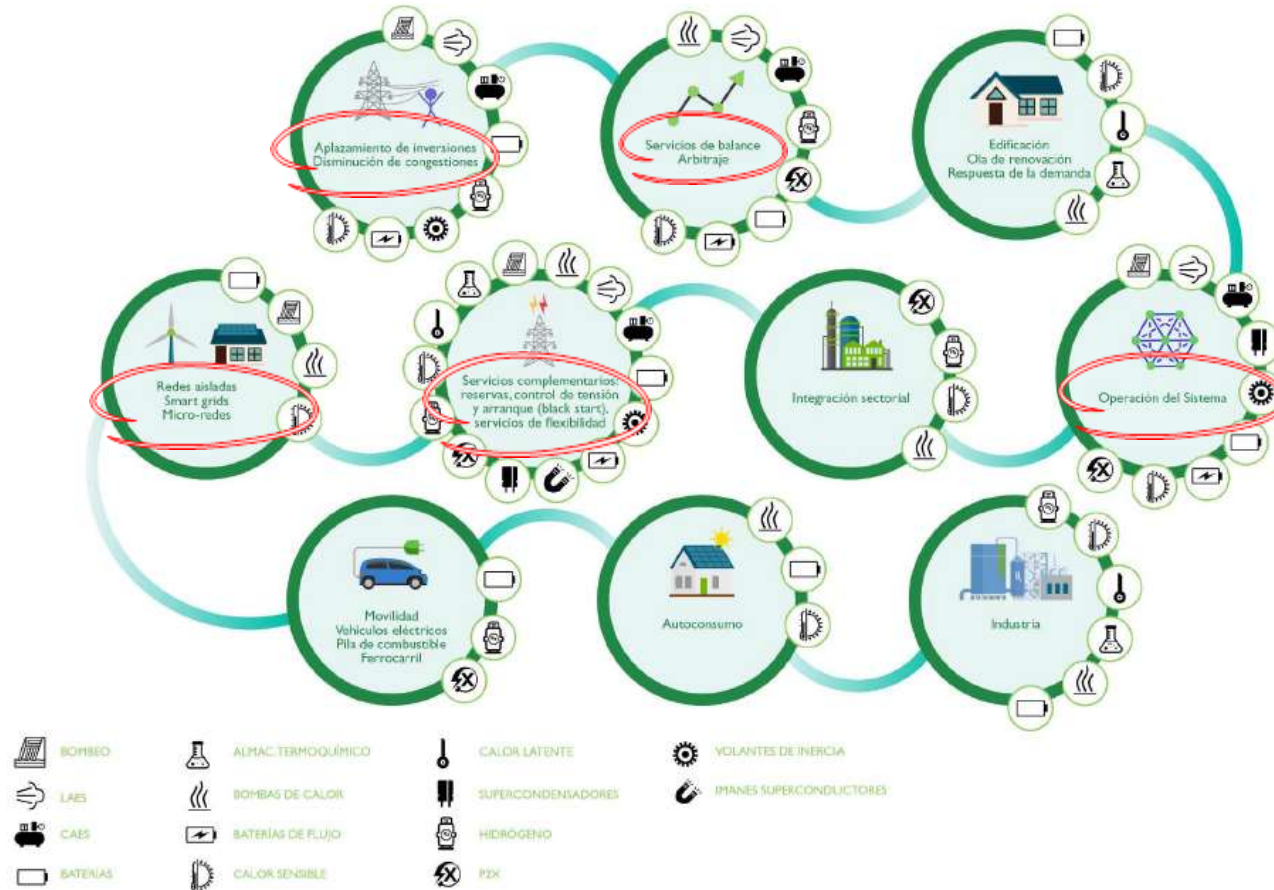 Aplazamiento de inversiones
Disminución de congestiones
Servicios de balance
Arbitraje
Edificación
Ola de renovación
Respuesta de la demanda
Redes aisladas
Smart grids
Micro-redes
Servicios complementarios:
reservas, control de tensión
y arranque (black start),
servicios de flexibilidad
Integración sectorial
Operación del Sistema
Movilidad
Vehículos eléctricos
Pila de combustible
Ferrocarril
Autoconsumo
Industria
BOMBEO
LAES
CAES
BATERÍAS
ALMAC. TERMOQUÍMICO
BOMBAS DE CALOR
BATERÍAS DE FLUJO
CALOR SENSIBLE
CALOR LATENTE
SUPERCONDENSADORES
HIDRÓGENO
P2X
VOLANTES DE INERCIA
IMANES SUPERCONDUCTORES